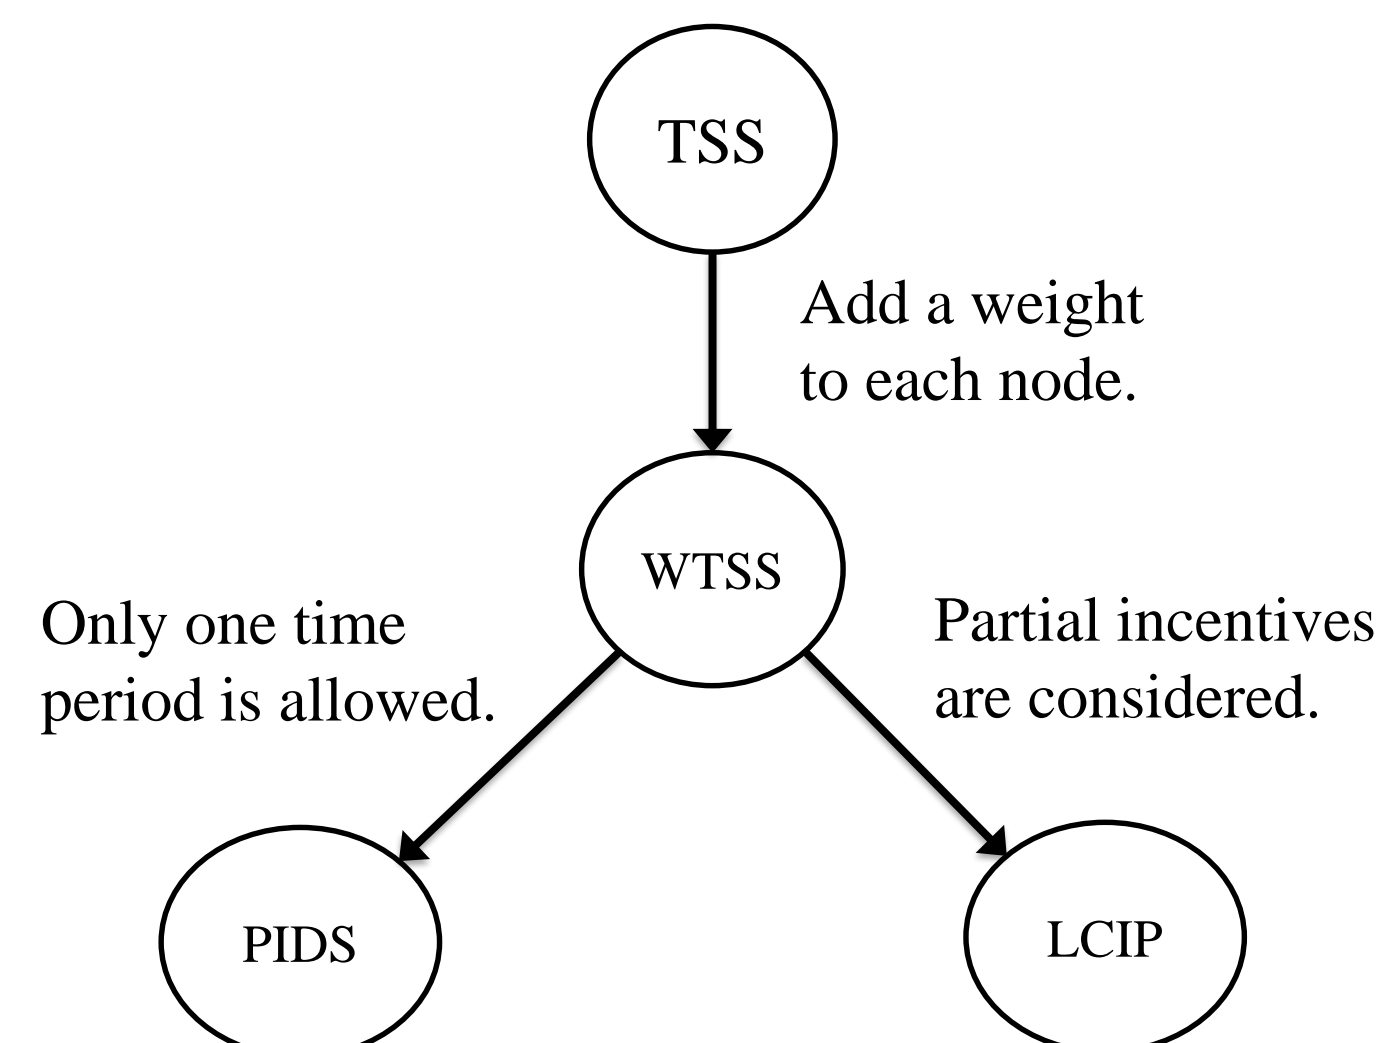 TSS
Add a weight
to each node.
WTSS
Only one time
period is allowed.
Partial incentives
are considered.
PIDS
LCIP